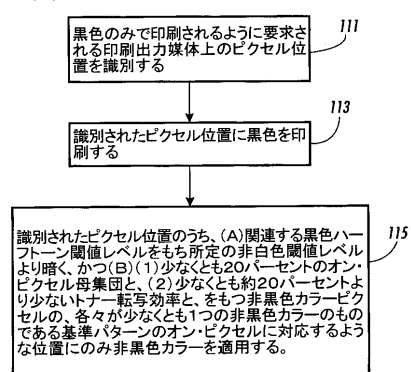 黒色のみで印刷されるように要求さ
れる印刷出力媒体上のピクセル位
置を識別する
111
識別されたピクセル位置に黒色を印
刷する
113
識別されたピクセル位置のうち、(A)関連する黒色ハー
フトーン閾値レベルをもち所定の非白色閾値レベル
より暗く、かつ(B)(1)少なくとも20パーセントのオン・
ピクセル母集団と、(2)少なくとも約20パーセントよ
り少ないトナー転写効率と、をもつ非黒色カラーピク
セルの、各々が少なくとも1つの非黒色カラーのもの
である基準パターンのオン・ピクセルに対応するよう
な位置にのみ非黒色カラーを適用する。
115